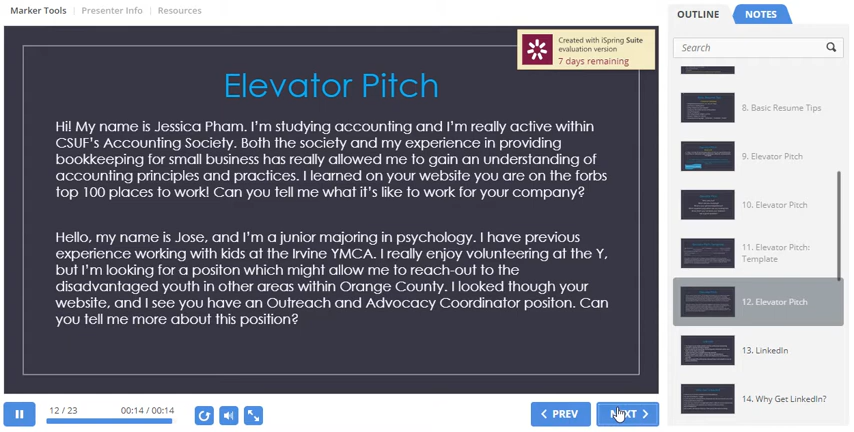 Marker Tools | Presenter Info | Resources
Created with iSpring Suite
evaluation version
7 days remaining
Elevator Pitch
Hi! My name is Jessica Pham. I'm studying accounting and I'm really active within
CSUF's Accounting Society. Both the society and my experience in providing
bookkeeping for small business has really allowed me to gain an understanding of
accounting principles and practices. I learned on your website you are on the forbs
top 100 places to work! Can you tell me what it's like to work for your company?
Hello, my name is Jose, and I'm a junior majoring in psychology. I have previous
experience working with kids at the Irvine YMCA. I really enjoy volunteering at the Y,
but I'm looking for a positon which might allow me to reach-out to the
disadvantaged youth in other areas within Orange County. I looked though your
website, and I see you have an Outreach and Advocacy Coordinator positon. Can
you tell me more about this position?
12 / 23
00:14 / 00:14
PREV
NEXT
OUTLINE
NOTES
Search
8. Basic Resume Tips
9. Elevator Pitch
10. Elevator Pitch
11. Elevator Pitch:
Template
12. Elevator Pitch
13. LinkedIn
14. Why Get LinkedIn?